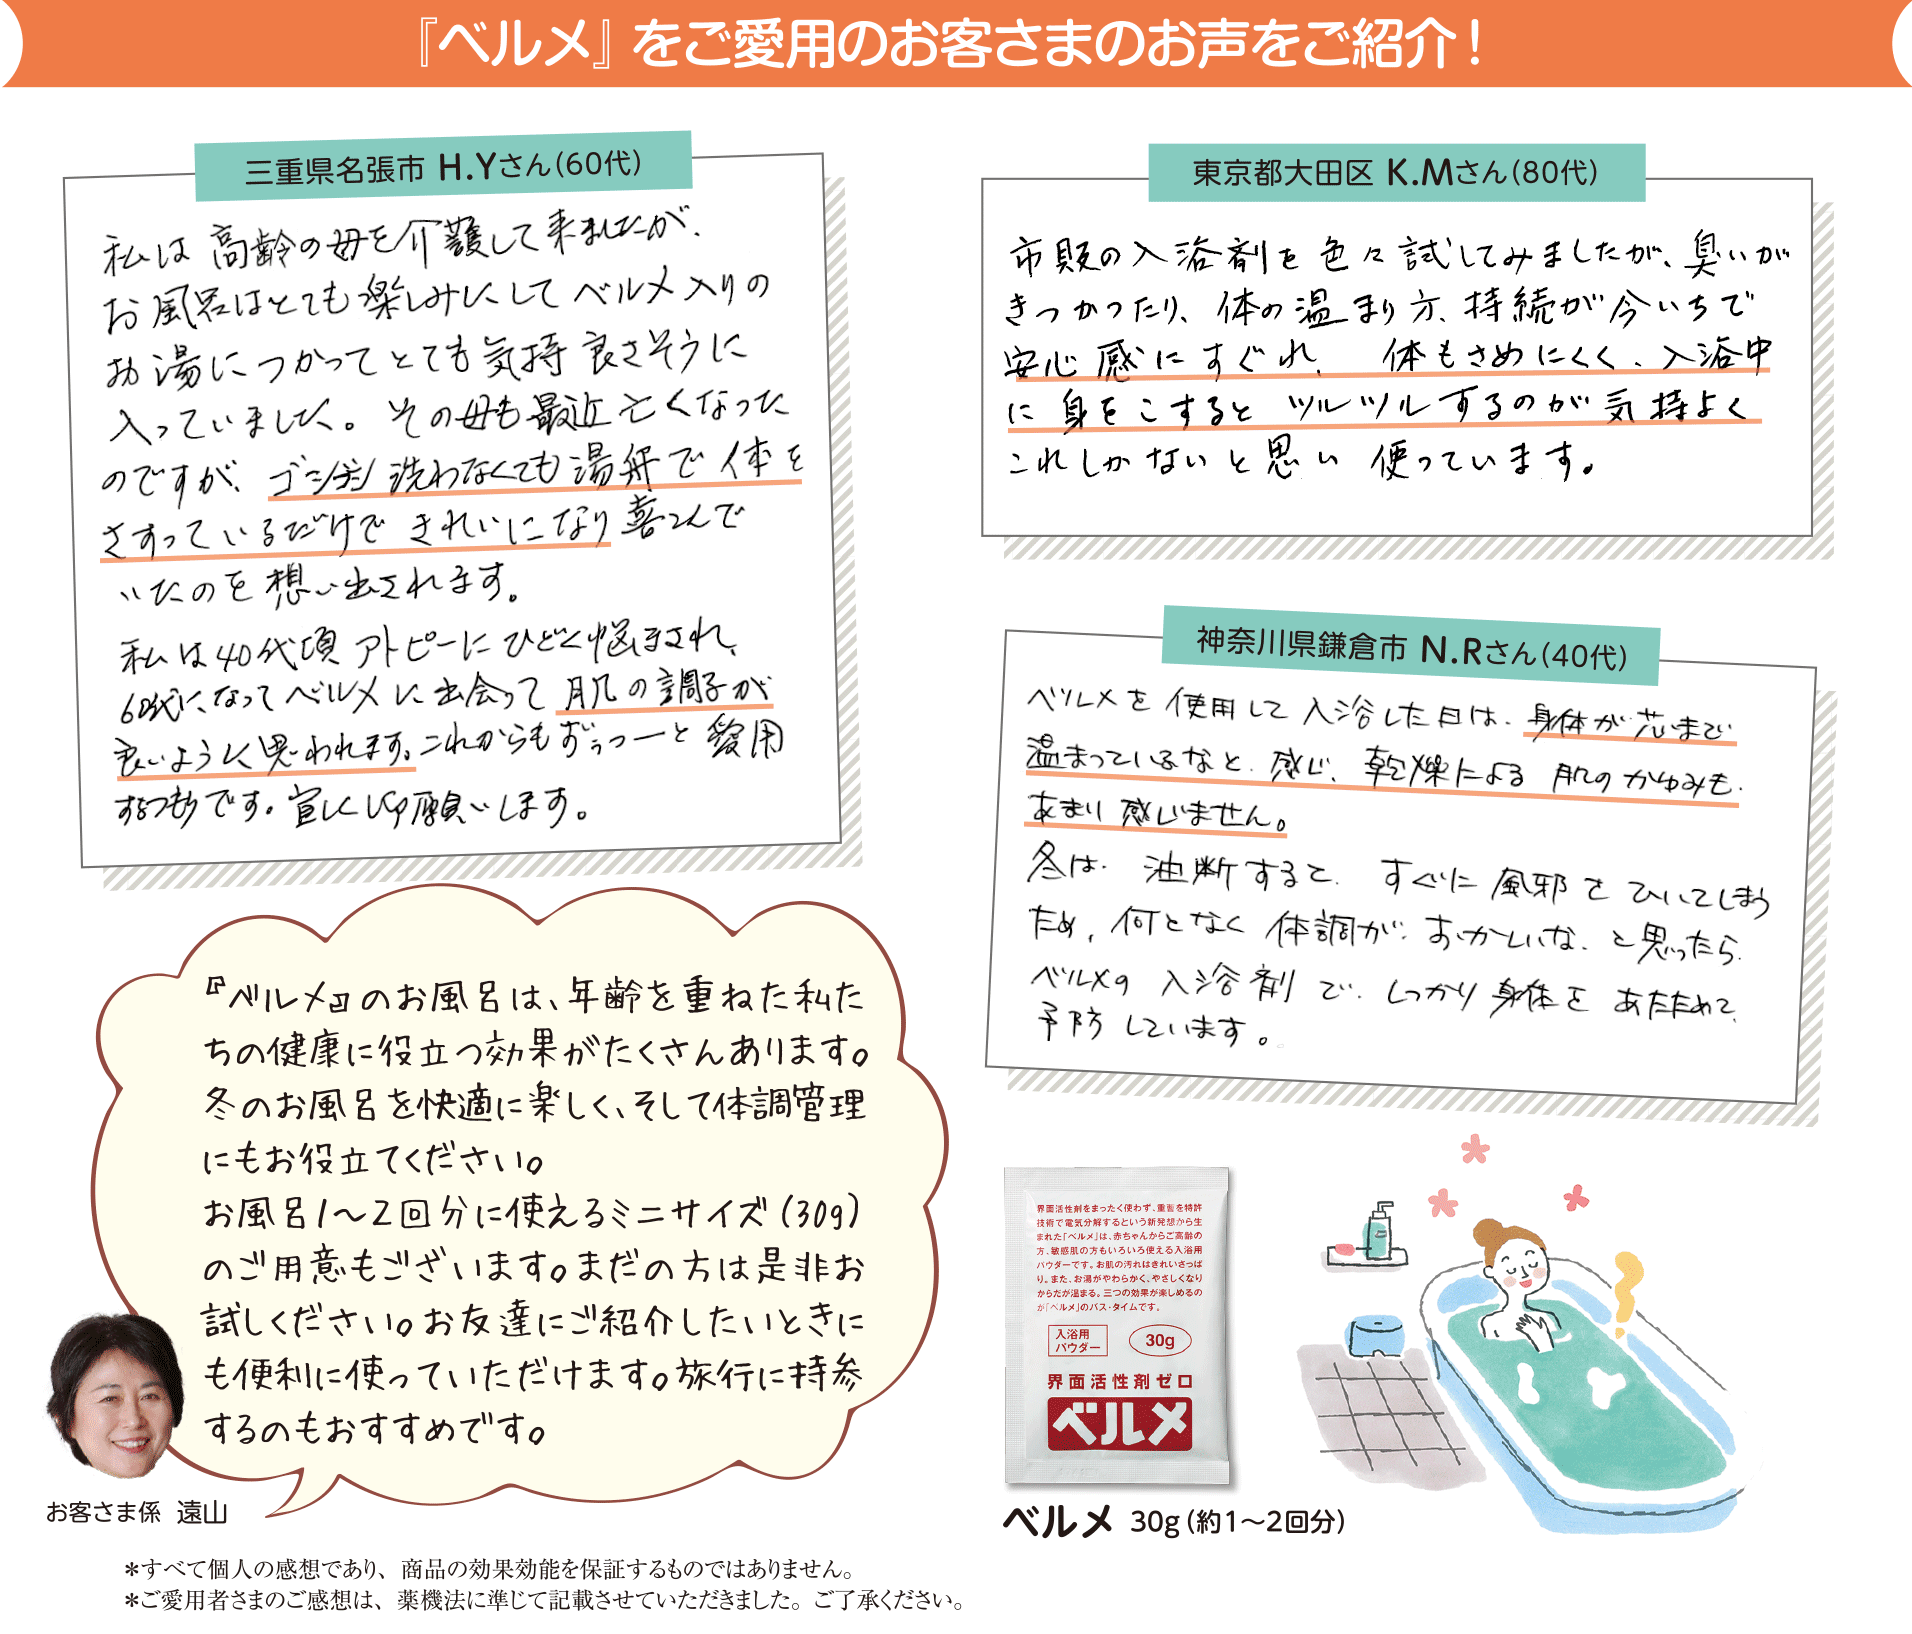 『ベルメ』をご愛用のお客さまのお声をご紹介！
三重県名張市 H.Yさん(60代)
私は高齢の母を介護して来ましたが、
お風呂はとても楽しみにしてベルメ入りの
お湯につかってとても気持良さそうに
入っていました。その母も最近亡くなった
のですが、ゴシゴシ洗わなくても湯舟で体を
さすっているだけできれいになり喜こんで
いたのを想い出されます。
私は40代頃アトピーにひどく悩まされ、
60代になってベルメに出会って肌の調子が
良いように思われます。これからもずぅっーと愛用
するつもりです。宜しくお願いします。
東京都大田区 K.Mさん(80代)
市販の入浴剤を色々試してみましたが、臭いが
きつかったり、体の温まり方、持続が今いちで
安心感にすぐれ、体もさめにくく、入浴中
に身をこするとツルツルするのが気持よく
これしかないと思い使っています。
神奈川県鎌倉市 N.Rさん(40代)
ベルメを使用して入浴した日は、身体が芯まで
温まっているなと感じ、乾燥による肌のかゆみも
あまり感じません。
冬は、油断すると、すぐに風邪をひいてしまう
ため、何となく体調が、おかしいな、と思ったら
ベルメの入浴剤で、しっかり身体をあたためて、
予防しています。
『ベルメ』のお風呂は、年齢を重ねた私た
ちの健康に役立つ効果がたくさんあります。
冬のお風呂を快適に楽しく、そして体調管理
にもお役立てください。
お風呂1〜2回分に使えるミニサイズ(30g)
のご用意もございます。まだの方は是非お
試しください。お友達にご紹介したいときに
も便利に使っていただけます。旅行に持参
するのもおすすめです。
お客さま係 遠山
界面活性剤をまったく使わず、重曹を特許
技術で電気分解するという新発想から生
まれた「ベルメ」は、赤ちゃんからご高齢の
方、敏感肌の方もいろいろ使える入浴用
パウダーです。お肌の汚れはきれいさっぱ
り。また、お湯がやわらかく、やさしくなり
からだが温まる。三つの効果が楽しめるの
が「ベルメ」のバス・タイムです。
入浴用
パウダー
30g
界面活性剤ゼロ
ベルメ
ベルメ 30g(約1〜2回分)
＊すべて個人の感想であり、商品の効果効能を保証するものではありません。
＊ご愛用者さまのご感想は、薬機法に準じて記載させていただきました。ご了承ください。